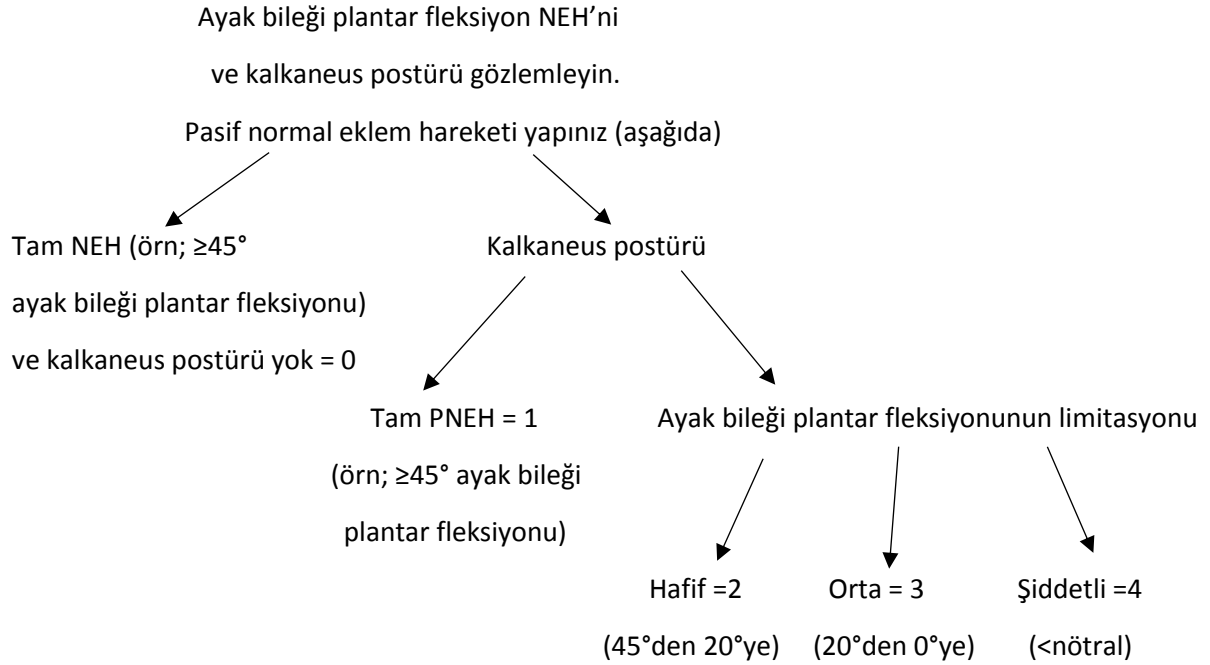 Ayak bileği plantar fleksiyon NEH’ni
ve kalkaneus postürü gözlemleyin.
Pasif normal eklem hareketi yapınız (aşağıda)
Tam NEH (örn; ≥45°
ayak bileği plantar fleksiyonu)
ve kalkaneus postürü yok = 0
Kalkaneus postürü
Tam PNEH = 1
(örn; ≥45° ayak bileği
plantar fleksiyonu)
Ayak bileği plantar fleksiyonunun limitasyonu
Hafif =2
(45°den 20°ye)
Orta = 3
(20°den 0°ye)
Şiddetli =4
(<nötral)